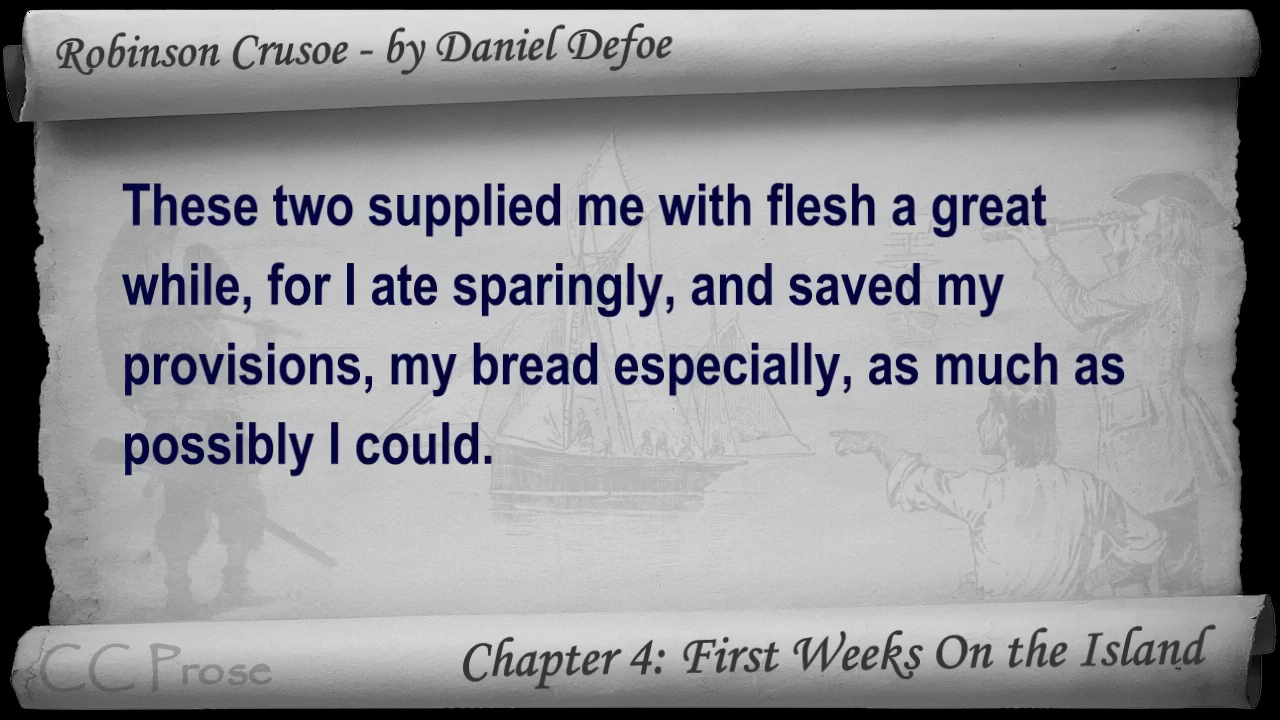 Robinson Crusoe - by Daniel Defoe
These two supplied me with flesh a great
while, for I ate sparingly, and saved my
provisions, my bread especially, as much as
possibly I could.
CC Prose
Chapter 4: First Weeks On the Island